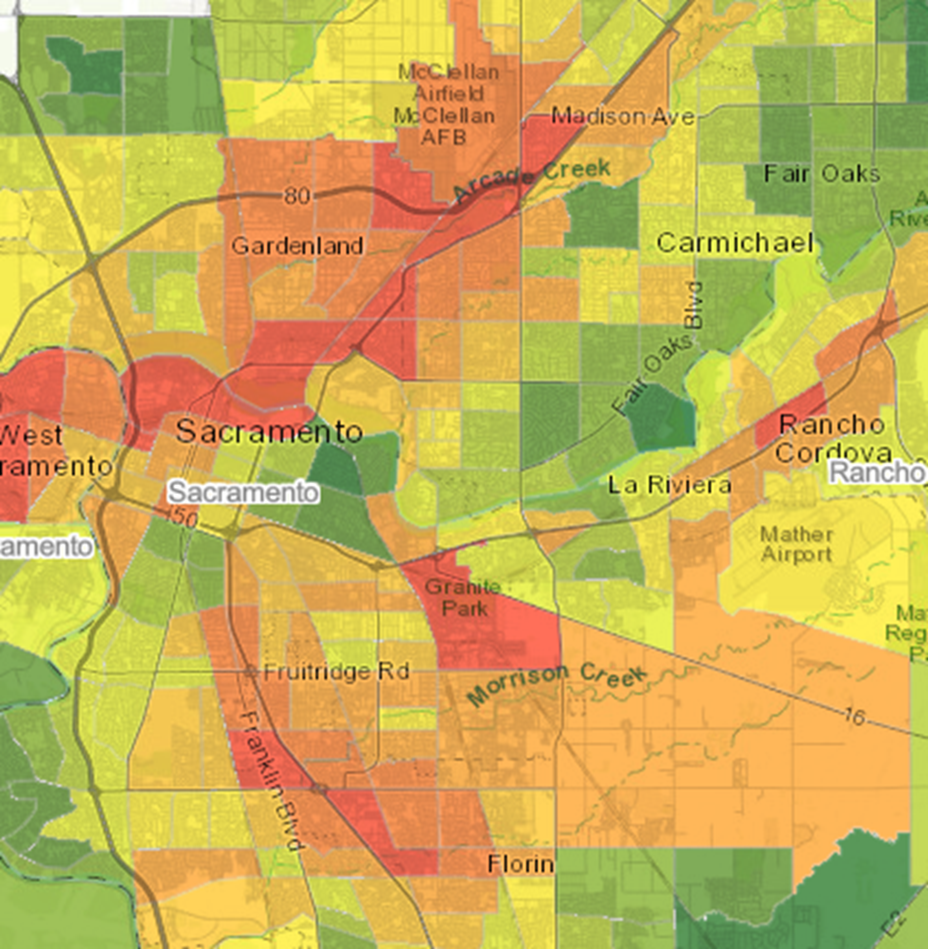 McClellan
Airfield
McClellan
AFB
Madison Ave
Arcade Creek
Fair Oaks
80
Gardenland
Carmichael
Fair Oaks Blvd
West
ramento
Sacramento
Rancho
Cordova
Rancho
La Riviera
Sacramento
50
amento
Mather
Airport
Granite
Park
Fruitridge Rd
Morrison Creek
16
Franklin Blvd
Florin
E2